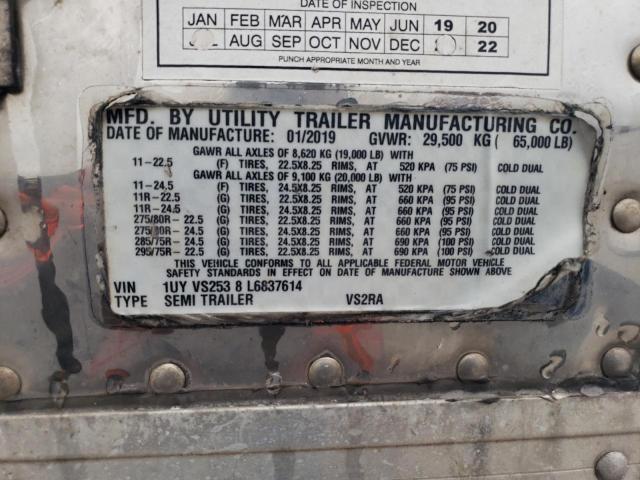 DATE OF INSPECTION
JAN FEB MAR APR MAY JUN 19 20
AUG SEP OCT NOV DEC 22
PUNCH APPROPRIATE MONTH AND YEAR
MFD. BY UTILITY TRAILER MANUFACTURING CO.
DATE OF MANUFACTURE: 01/2019 GVWR: 29,500 KG ( 65,000 LB)
GAWR ALL AXLES OF 8,620 KG (19,000 LB) WITH
11-22.5 (F) TIRES, 22.5X8.25 RIMS, AT 520 KPA (75 PSI) COLD DUAL
GAWR ALL AXLES OF 9,100 KG (20,000 LB) WITH
11-24.5 (F) TIRES, 24.5X8.25 RIMS, AT 520 KPA (75 PSI) COLD DUAL
11R-22.5 (G) TIRES, 22.5X8.25 RIMS, AT 660 KPA (95 PSI) COLD DUAL
11R-24.5 (G) TIRES, 24.5X8.25 RIMS, AT 660 KPA (95 PSI) COLD DUAL
275/80R-22.5 (G) TIRES, 22.5X8.25 RIMS, AT 660 KPA (95 PSI) COLD DUAL
275/80R-24.5 (G) TIRES, 24.5X8.25 RIMS, AT 660 KPA (95 PSI) COLD DUAL
285/75R-24.5 (G) TIRES, 24.5X8.25 RIMS, AT 690 KPA (100 PSI) COLD DUAL
295/75R-22.5 (G) TIRES, 22.5X8.25 RIMS, AT 690 KPA (100 PSI) COLD DUAL
THIS VEHICLE CONFORMS TO ALL APPLICABLE FEDERAL MOTOR VEHICLE
SAFETY STANDARDS IN EFFECT ON DATE OF MANUFACTURE SHOWN ABOVE
VIN 1UY VS253 8 L6837614
TYPE SEMI TRAILER VS2RA